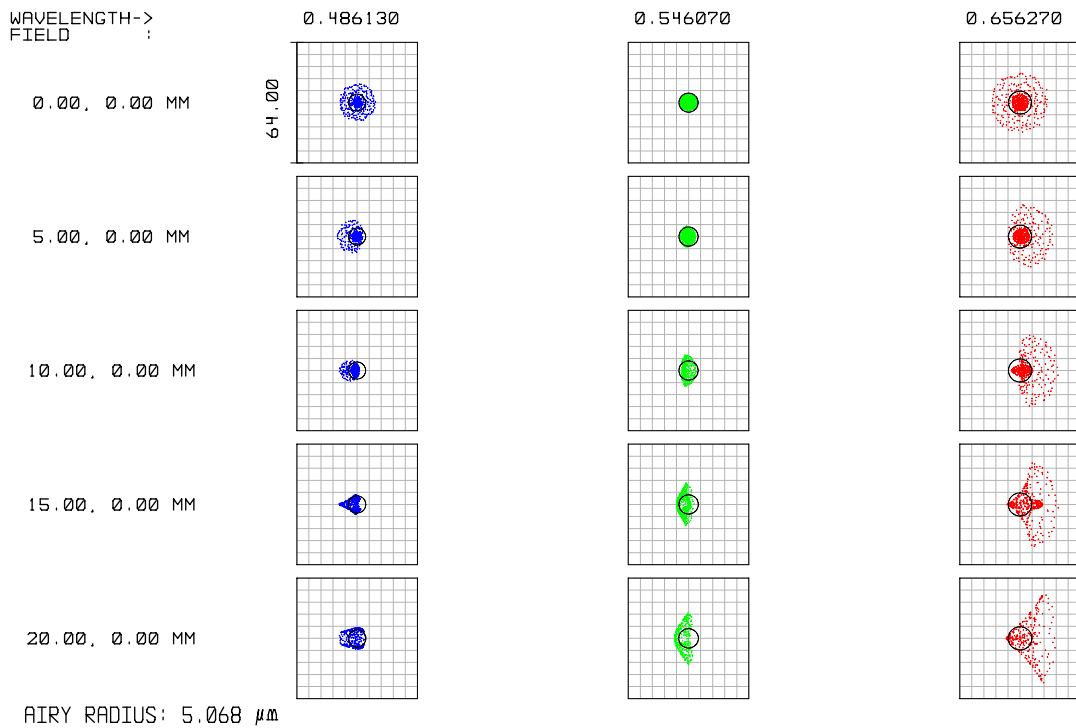 WAVELENGTH-> 0.486130 0.546070 0.656270
FIELD :
0.00, 0.00 MM
64.00
5.00, 0.00 MM
10.00, 0.00 MM
15.00, 0.00 MM
20.00, 0.00 MM
AIRY RADIUS: 5.068 µm